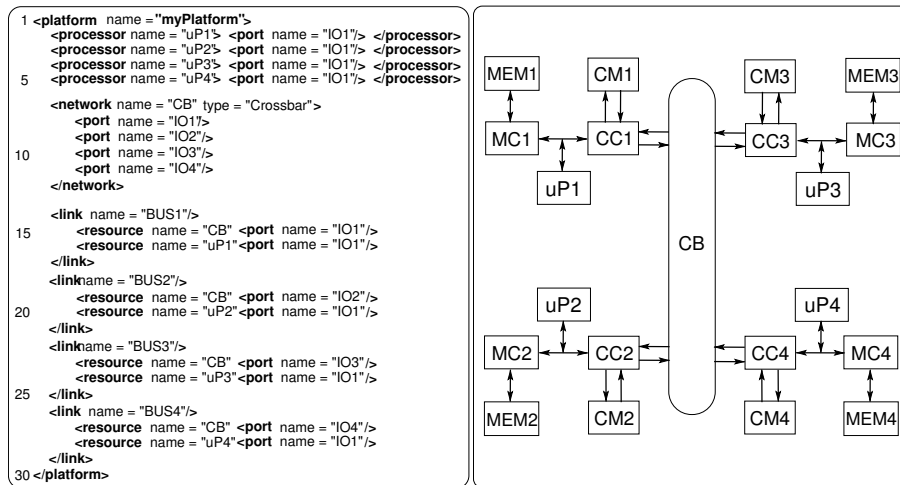 1 <platform name = "myPlatform">
<processor name = "uP1"> <port name = "IO1"/> </processor>
<processor name = "uP2"> <port name = "IO1"/> </processor>
<processor name = "uP3"> <port name = "IO1"/> </processor>
5 <processor name = "uP4"> <port name = "IO1"/> </processor>
<network name = "CB" type = "Crossbar">
<port name = "IO1"/>
<port name = "IO2"/>
10 <port name = "IO3"/>
<port name = "IO4"/>
</network>
<link name = "BUS1"/>
15 <resource name = "CB" <port name = "IO1"/>
<resource name = "uP1" <port name = "IO1"/>
</link>
<link name = "BUS2"/>
<resource name = "CB" <port name = "IO2"/>
20 <resource name = "uP2" <port name = "IO1"/>
</link>
<link name = "BUS3"/>
<resource name = "CB" <port name = "IO3"/>
<resource name = "uP3" <port name = "IO1"/>
25 </link>
<link name = "BUS4"/>
<resource name = "CB" <port name = "IO4"/>
<resource name = "uP4" <port name = "IO1"/>
</link>
30 </platform>
MEM1 CM1 CM3 MEM3
MC1 CC1 CC3 MC3
uP1 uP3
CB
uP2 uP4
MC2 CC2 CC4 MC4
MEM2 CM2 CM4 MEM4